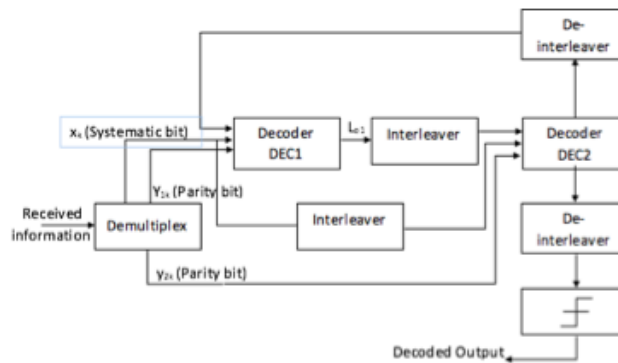 De-
interleaver
xₖ (Systematic bit)
Decoder
DEC1
Lₑ₁
Interleaver
Decoder
DEC2
Y₁ₖ (Parity bit)
Received
information
Demultiplex
Interleaver
De-
interleaver
y₂ₖ (Parity bit)
Decoded Output